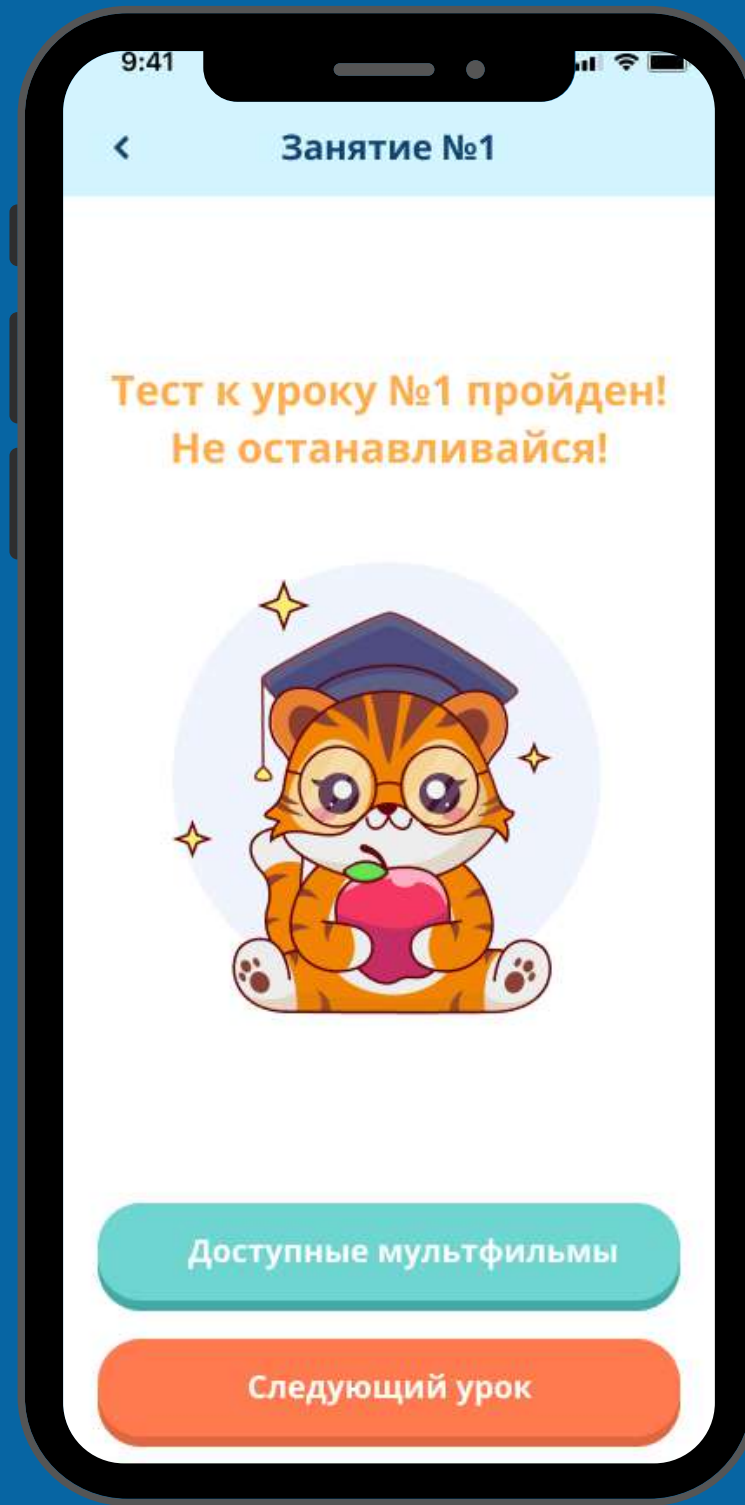 9:41
Занятие №1
Тест к уроку №1 пройден!
Не останавливайся!
Доступные мультфильмы
Следующий урок